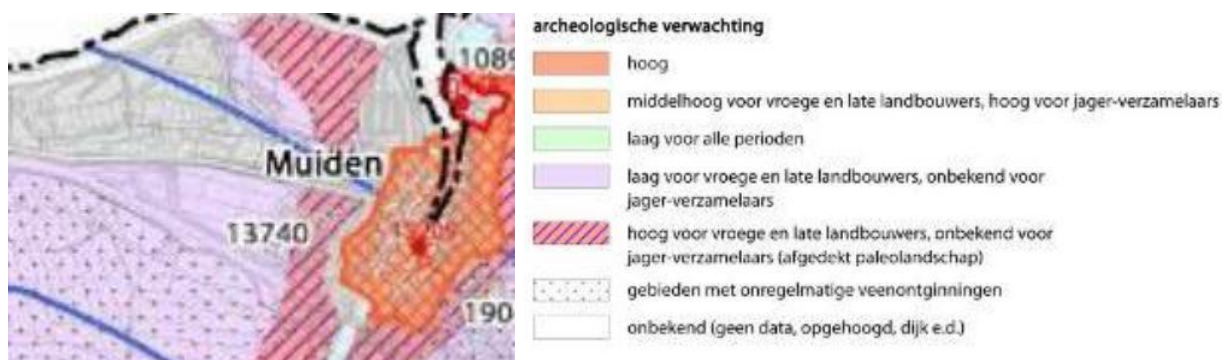 1089
Muiden
13740
190
archeologische verwachting
hoog
middelhoog voor vroege en late landbouwers, hoog voor jager-verzamelaars
laag voor alle perioden
laag voor vroege en late landbouwers, onbekend voor
jager-verzamelaars
hoog voor vroege en late landbouwers, onbekend voor
jager-verzamelaars (afgedekt paleolandschap)
gebieden met onregelmatige veenontginningen
onbekend (geen data, opgehoogd, dijk e.d.)